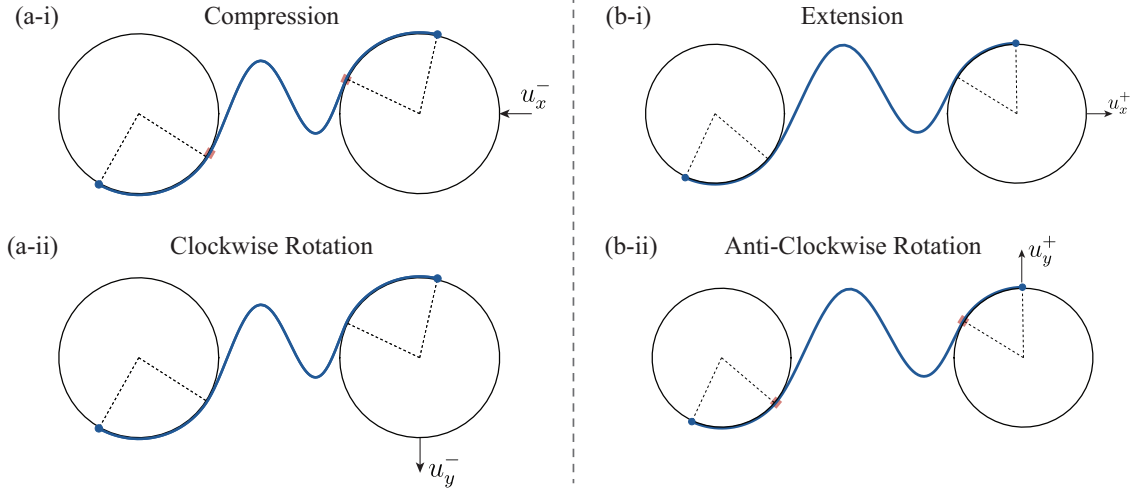 (a-i) Compression
u_x^-
(a-ii) Clockwise Rotation
u_y^-
(b-i) Extension
u_x^+
(b-ii) Anti-Clockwise Rotation
u_y^+